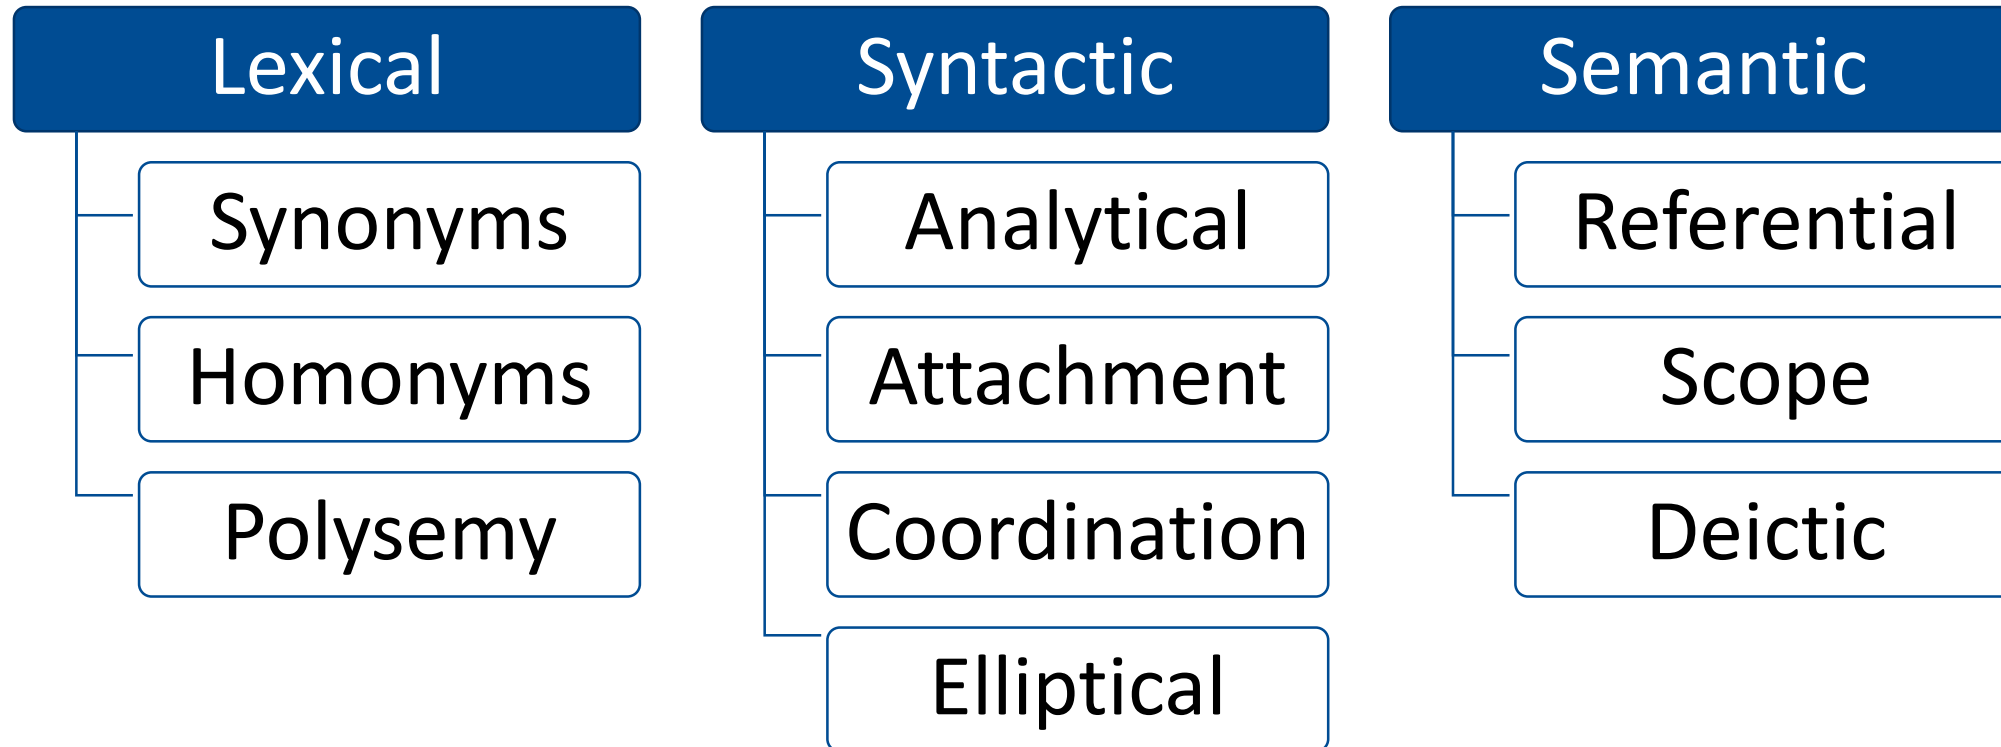 Lexical
Synonyms
Homonyms
Polysemy
Syntactic
Analytical
Attachment
Coordination
Elliptical
Semantic
Referential
Scope
Deictic